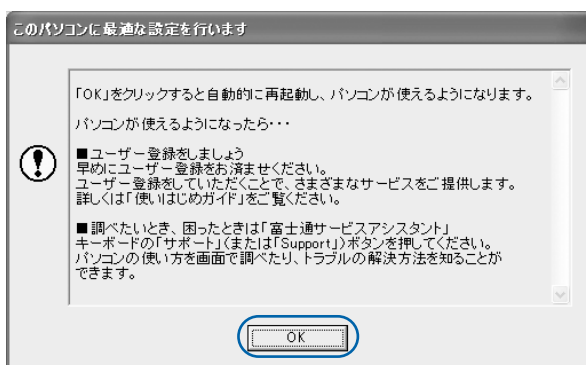 このパソコンに最適な設定を行います
「OK」をクリックすると自動的に再起動し、パソコンが使えるようになります。
パソコンが使えるようになったら・・・
■ユーザー登録をしましょう
早めにユーザー登録をお済ませください。
ユーザー登録をしていただくことで、さまざまなサービスをご提供します。
詳しくは「使いはじめガイド」をご覧ください。
■調べたいとき、困ったときは「富士通サービスアシスタント」
キーボードの「サポート」(または「Support」)ボタンを押してください。
パソコンの使い方を画面で調べたり、トラブルの解決方法を知ることが
できます。
OK